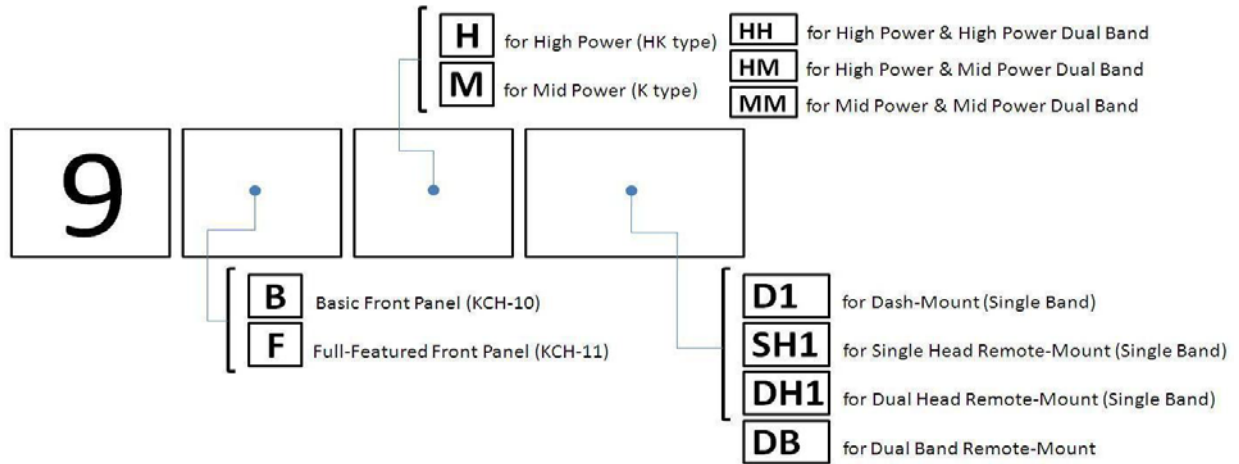 H for High Power (HK type)
M for Mid Power (K type)
HH for High Power & High Power Dual Band
HM for High Power & Mid Power Dual Band
MM for Mid Power & Mid Power Dual Band
9
B Basic Front Panel (KCH-10)
F Full-Featured Front Panel (KCH-11)
D1 for Dash-Mount (Single Band)
SH1 for Single Head Remote-Mount (Single Band)
DH1 for Dual Head Remote-Mount (Single Band)
DB for Dual Band Remote-Mount